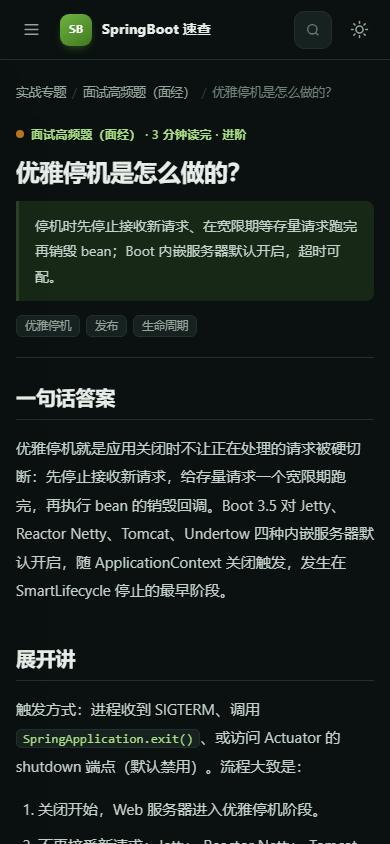 SB SpringBoot 速查
实战专题 / 面试高频题（面经） / 优雅停机是怎么做的？
面试高频题（面经） · 3 分钟读完 · 进阶
优雅停机是怎么做的？
停机时先停止接收新请求、在宽限期等存量请求跑完
再销毁 bean；Boot 内嵌服务器默认开启，超时可
配。
优雅停机 发布 生命周期
一句话答案
优雅停机就是应用关闭时不让正在处理的请求被硬切
断：先停止接收新请求，给存量请求一个宽限期跑
完，再执行 bean 的销毁回调。Boot 3.5 对 Jetty、
Reactor Netty、Tomcat、Undertow 四种内嵌服务器默
认开启，随 ApplicationContext 关闭触发，发生在
SmartLifecycle 停止的最早阶段。
展开讲
触发方式：进程收到 SIGTERM、调用
SpringApplication.exit()、或访问 Actuator 的
shutdown 端点（默认禁用）。流程大致是：
1. 关闭开始，Web 服务器进入优雅停机阶段。
2. 不再接受新请求：Jetty、Reactor Netty、Tomcat